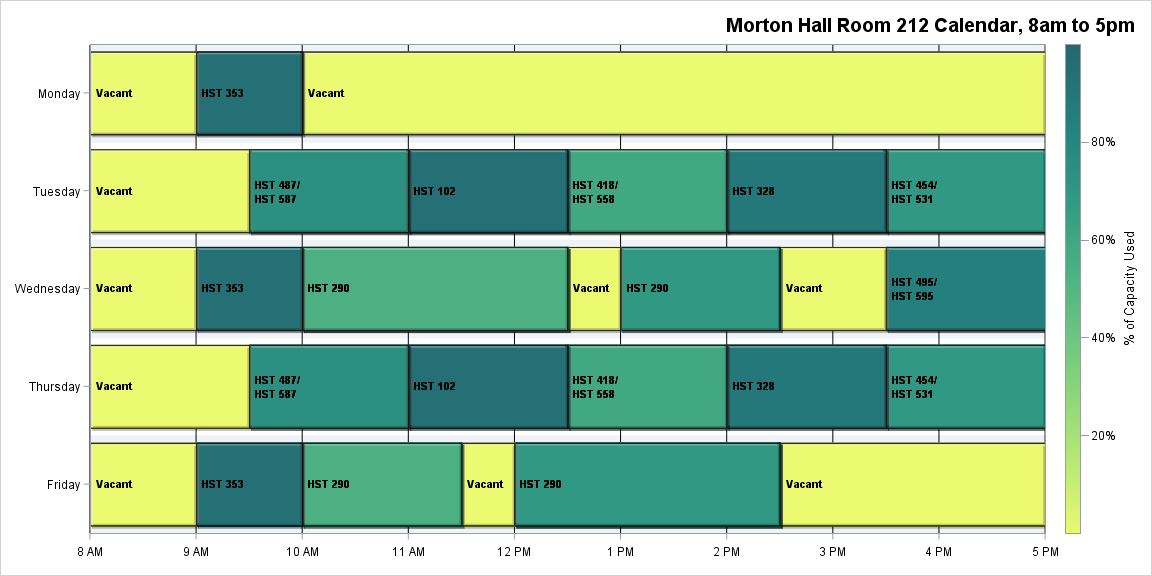 Morton Hall Room 212 Calendar, 8am to 5pm
Monday
Vacant
HST 353
Vacant
Tuesday
Vacant
HST 487/
HST 587
HST 102
HST 418/
HST 558
HST 328
HST 454/
HST 531
Wednesday
Vacant
HST 353
HST 290
Vacant
HST 290
Vacant
HST 495/
HST 595
Thursday
Vacant
HST 487/
HST 587
HST 102
HST 418/
HST 558
HST 328
HST 454/
HST 531
Friday
Vacant
HST 353
HST 290
Vacant
HST 290
Vacant
8 AM
9 AM
10 AM
11 AM
12 PM
1 PM
2 PM
3 PM
4 PM
5 PM
80%
60%
40%
20%
% of Capacity Used